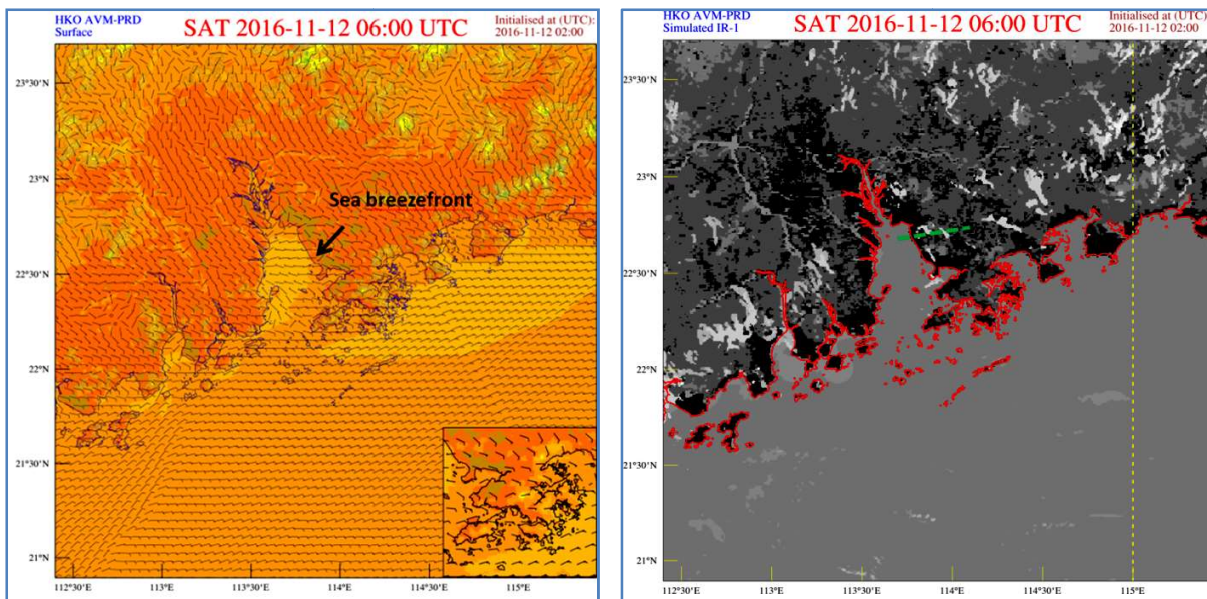 HKO AVM-PRD
Surface
SAT 2016-11-12 06:00 UTC
Initialised at (UTC):
2016-11-12 02:00
23°30'N
23°N
22°30'N
22°N
21°30'N
21°N
Sea breezefront
112°30'E 113°E 113°30'E 114°E 114°30'E 115°E
HKO AVM-PRD
Simulated IR-1
SAT 2016-11-12 06:00 UTC
Initialised at (UTC):
2016-11-12 02:00
23°30'N
23°N
22°30'N
22°N
21°30'N
21°N
112°30'E 113°E 113°30'E 114°E 114°30'E 115°E